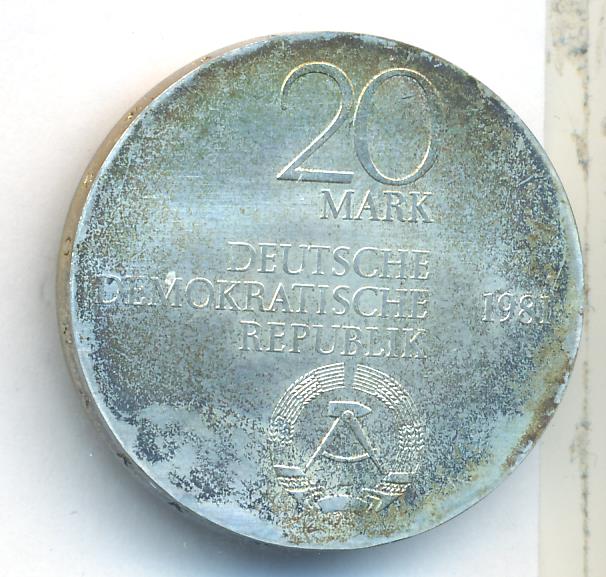 20
MARK
DEUTSCHE
DEMOKRATISCHE
REPUBLIK
1981